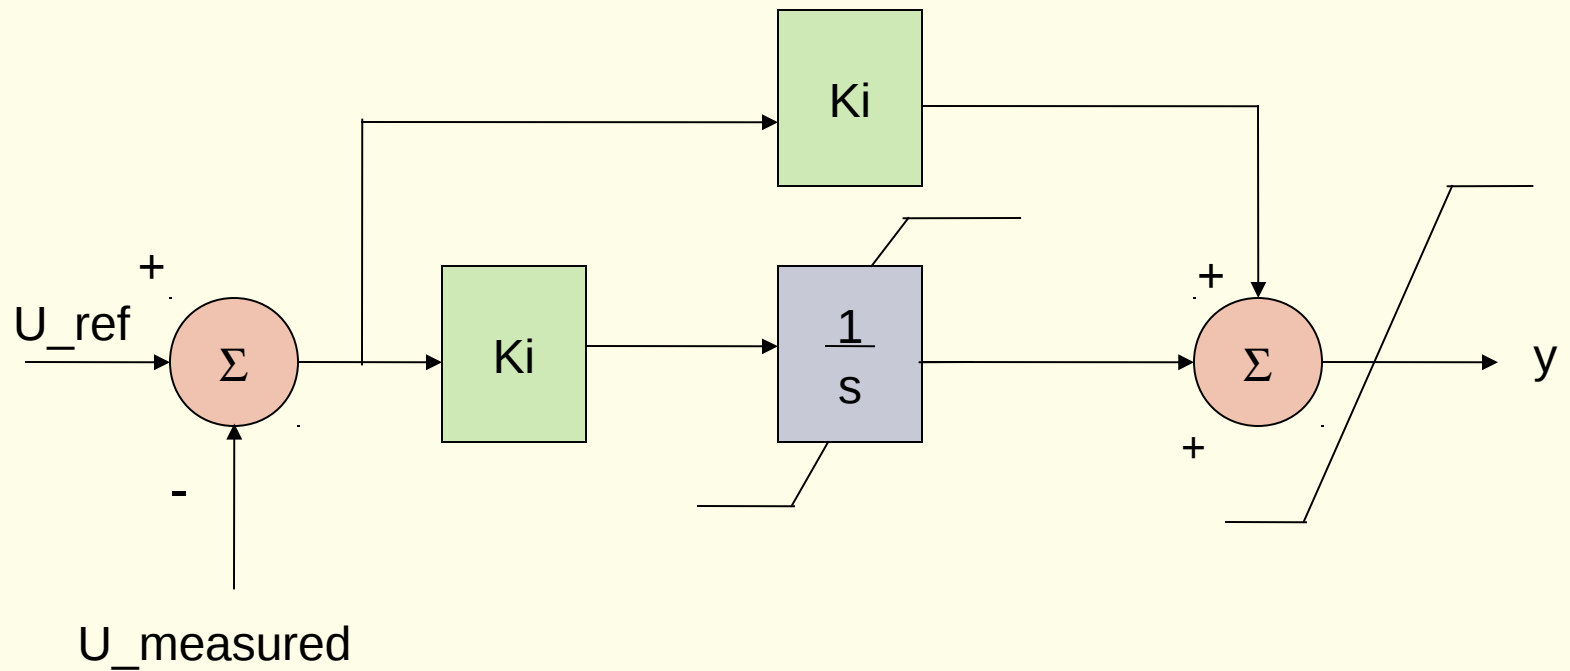 Ki
+
U_ref
Σ
Ki
1
s
+
Σ
+
y
-
U_measured